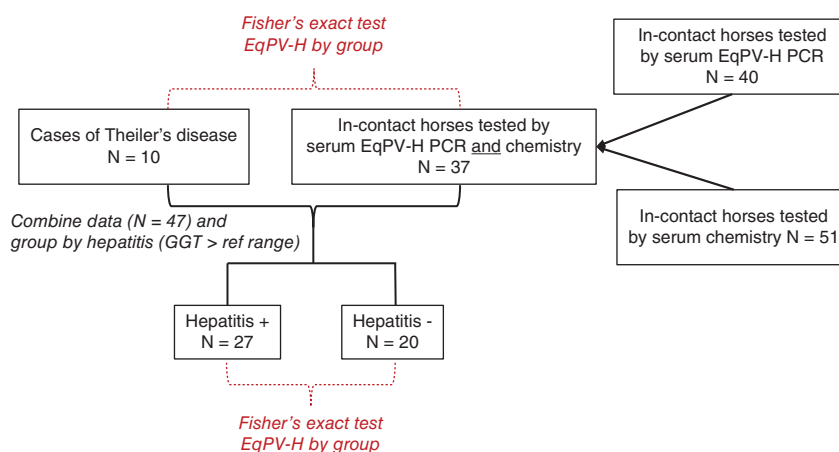 Fisher's exact test
EqPV-H by group
In-contact horses tested
by serum EqPV-H PCR
N = 40
Cases of Theiler's disease
N = 10
In-contact horses tested by
serum EqPV-H PCR and chemistry
N = 37
In-contact horses tested
by serum chemistry N = 51
Combine data (N = 47) and
group by hepatitis (GGT > ref range)
Hepatitis +
N = 27
Hepatitis -
N = 20
Fisher's exact test
EqPV-H by group